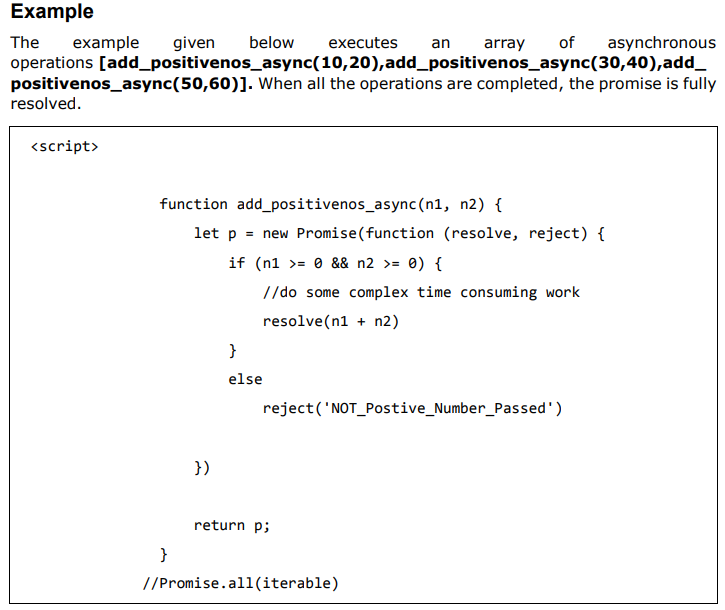 Example
The example given below executes an array of asynchronous
operations [add_positivenos_async(10,20),add_positivenos_async(30,40),add_
positivenos_async(50,60)]. When all the operations are completed, the promise is fully
resolved.
<script>
function add_positivenos_async(n1, n2) {
let p = new Promise(function (resolve, reject) {
if (n1 >= 0 && n2 >= 0) {
//do some complex time consuming work
resolve(n1 + n2)
}
else
reject('NOT_Postive_Number_Passed')
})
return p;
}
//Promise.all(iterable)